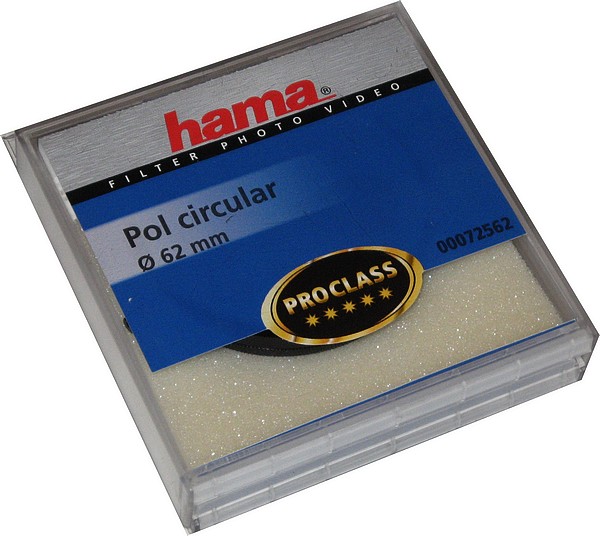 hama®
FILTER PHOTO VIDEO
Pol circular
Ø 62 mm
00072562
PROCLASS